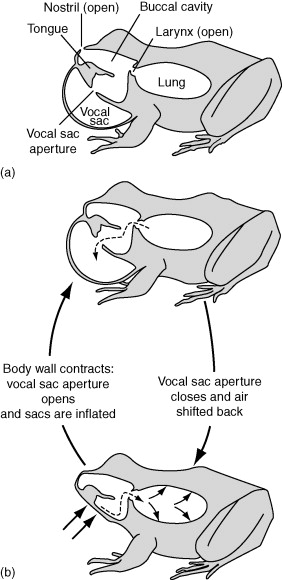 Nostril (open)
Buccal cavity
Tongue
Larynx (open)
Lung
Vocal
sac
Vocal sac
aperture
(a)
Body wall contracts:
vocal sac aperture
opens
and sacs are inflated
Vocal sac aperture
closes and air
shifted back
(b)